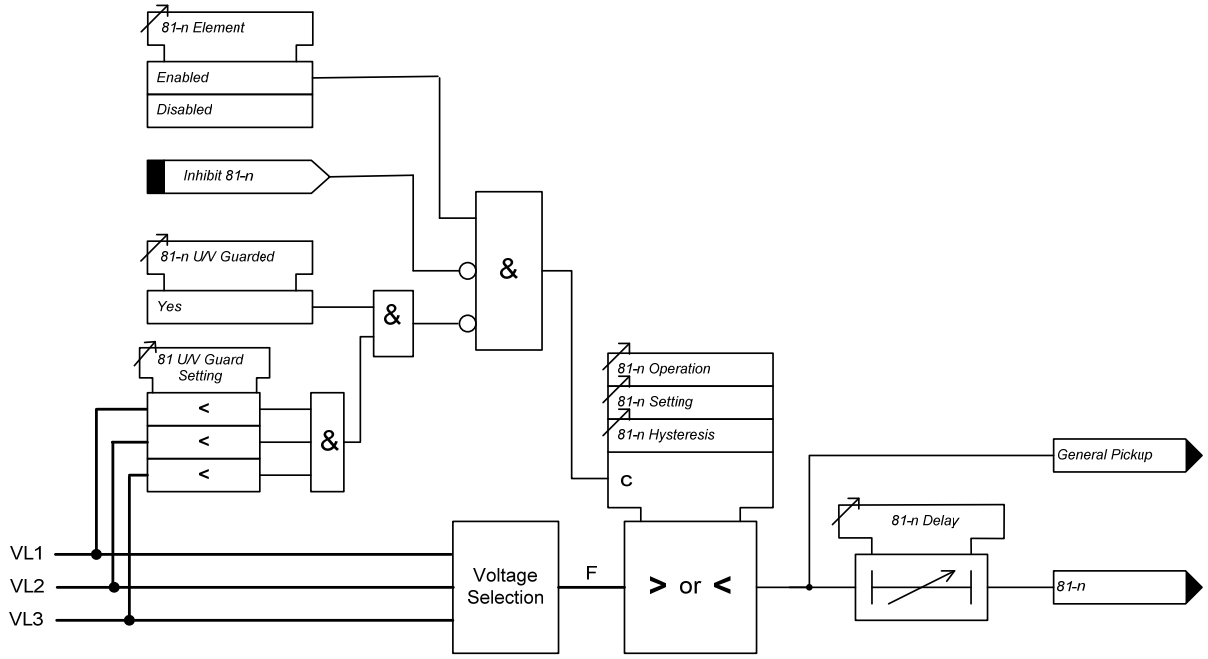 81-n Element
Enabled
Disabled
Inhibit 81-n
&
81-n U/V Guarded
Yes
&
81 U/V Guard
Setting
<
<
<
&
81-n Operation
81-n Setting
81-n Hysteresis
c
General Pickup
81-n Delay
VL1
VL2
VL3
Voltage
Selection
F
> or <
81-n